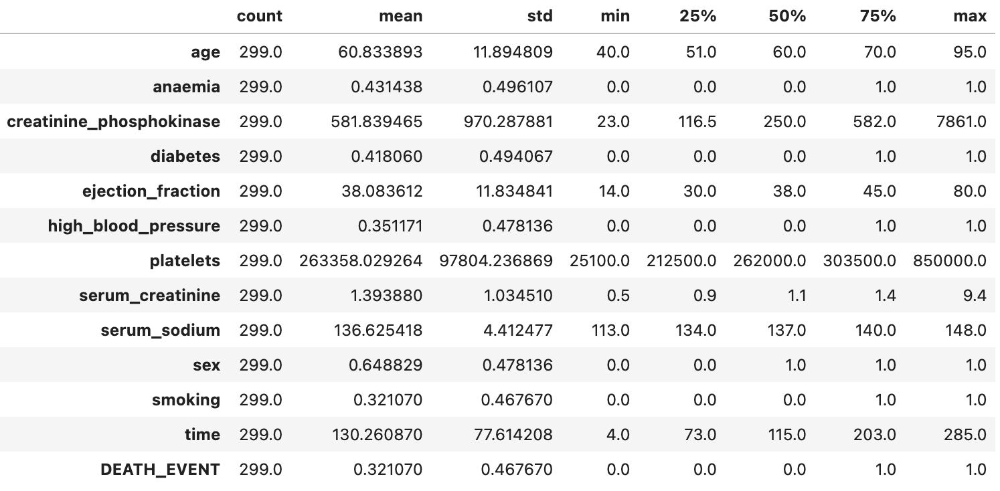 count mean std min 25% 50% 75% max
age 299.0 60.833893 11.894809 40.0 51.0 60.0 70.0 95.0
anaemia 299.0 0.431438 0.496107 0.0 0.0 0.0 1.0 1.0
creatinine_phosphokinase 299.0 581.839465 970.287881 23.0 116.5 250.0 582.0 7861.0
diabetes 299.0 0.418060 0.494067 0.0 0.0 0.0 1.0 1.0
ejection_fraction 299.0 38.083612 11.834841 14.0 30.0 38.0 45.0 80.0
high_blood_pressure 299.0 0.351171 0.478136 0.0 0.0 0.0 1.0 1.0
platelets 299.0 263358.029264 97804.236869 25100.0 212500.0 262000.0 303500.0 850000.0
serum_creatinine 299.0 1.393880 1.034510 0.5 0.9 1.1 1.4 9.4
serum_sodium 299.0 136.625418 4.412477 113.0 134.0 137.0 140.0 148.0
sex 299.0 0.648829 0.478136 0.0 0.0 1.0 1.0 1.0
smoking 299.0 0.321070 0.467670 0.0 0.0 0.0 1.0 1.0
time 299.0 130.260870 77.614208 4.0 73.0 115.0 203.0 285.0
DEATH_EVENT 299.0 0.321070 0.467670 0.0 0.0 0.0 1.0 1.0